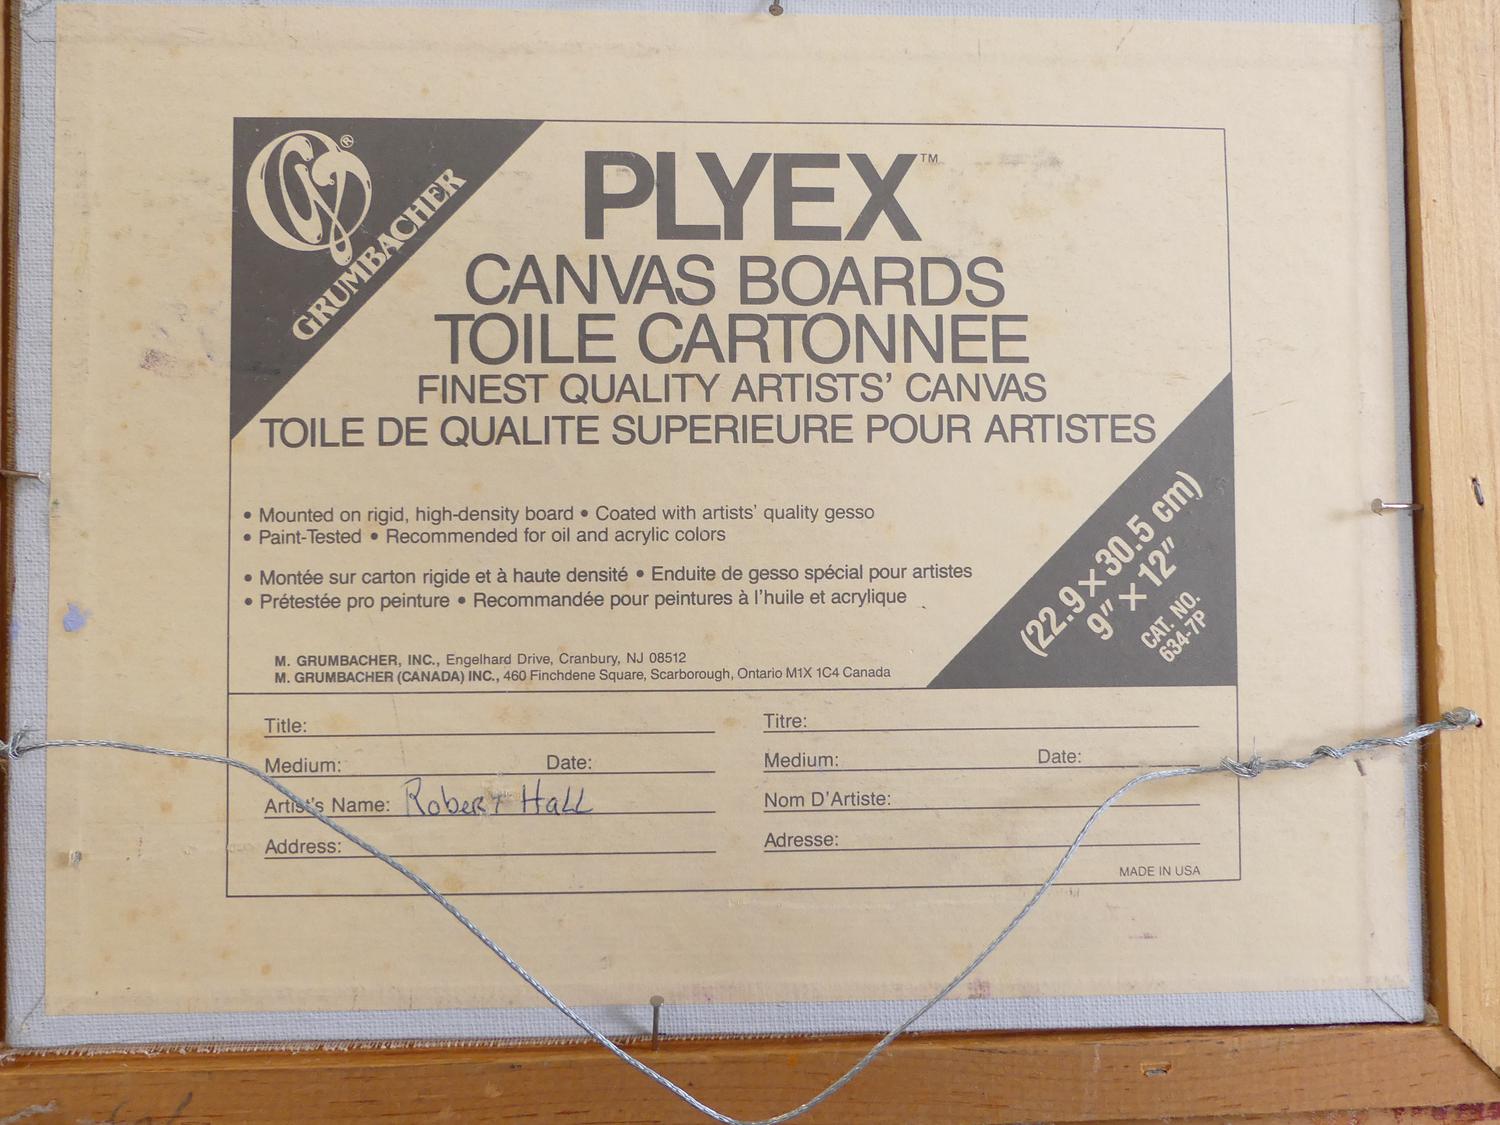 GRUMBACHER ®
PLYEX™
CANVAS BOARDS
TOILE CARTONNEE
FINEST QUALITY ARTISTS' CANVAS
TOILE DE QUALITE SUPERIEURE POUR ARTISTES
• Mounted on rigid, high-density board • Coated with artists' quality gesso
• Paint-Tested • Recommended for oil and acrylic colors
• Montée sur carton rigide et à haute densité • Enduite de gesso spécial pour artistes
• Prétestée pro peinture • Recommandée pour peintures à l'huile et acrylique
(22.9 × 30.5 cm)
9" × 12"
CAT. NO.
634-7P
M. GRUMBACHER, INC., Engelhard Drive, Cranbury, NJ 08512
M. GRUMBACHER (CANADA) INC., 460 Finchdene Square, Scarborough, Ontario M1X 1C4 Canada
Title: Titre:
Medium: Date: Medium: Date:
Artist's Name: Robert Hall Nom D'Artiste:
Address: Adresse:
MADE IN USA